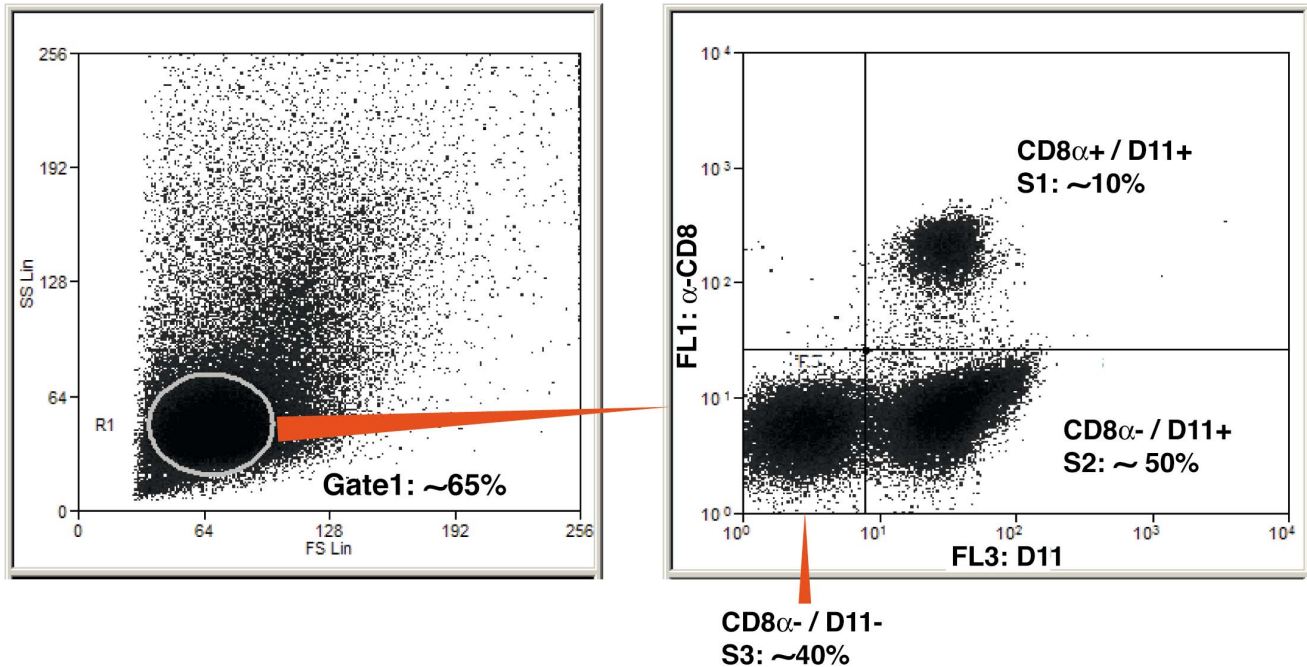 256
192
128
64
0
SS Lin
R1
Gate1: ~65%
0 64 128 192 256
FS Lin
10⁴
10³
10²
10¹
10⁰
FL1: α-CD8
CD8α+ / D11+
S1: ~10%
CD8α- / D11+
S2: ~ 50%
10⁰ 10¹ 10² 10³ 10⁴
FL3: D11
CD8α- / D11-
S3: ~40%